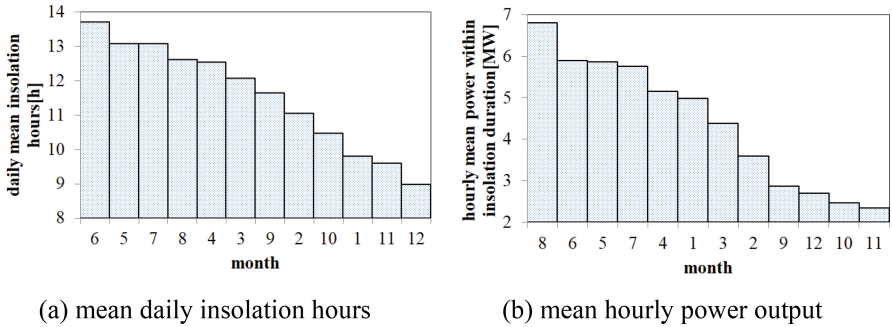 daily mean insolation
hours[h]
14
13
12
11
10
9
8
6 5 7 8 4 3 9 2 10 1 11 12
month
(a) mean daily insolation hours
hourly mean power within
insolation duration[MW]
7
6
5
4
3
2
8 6 5 7 4 1 3 2 9 12 10 11
month
(b) mean hourly power output